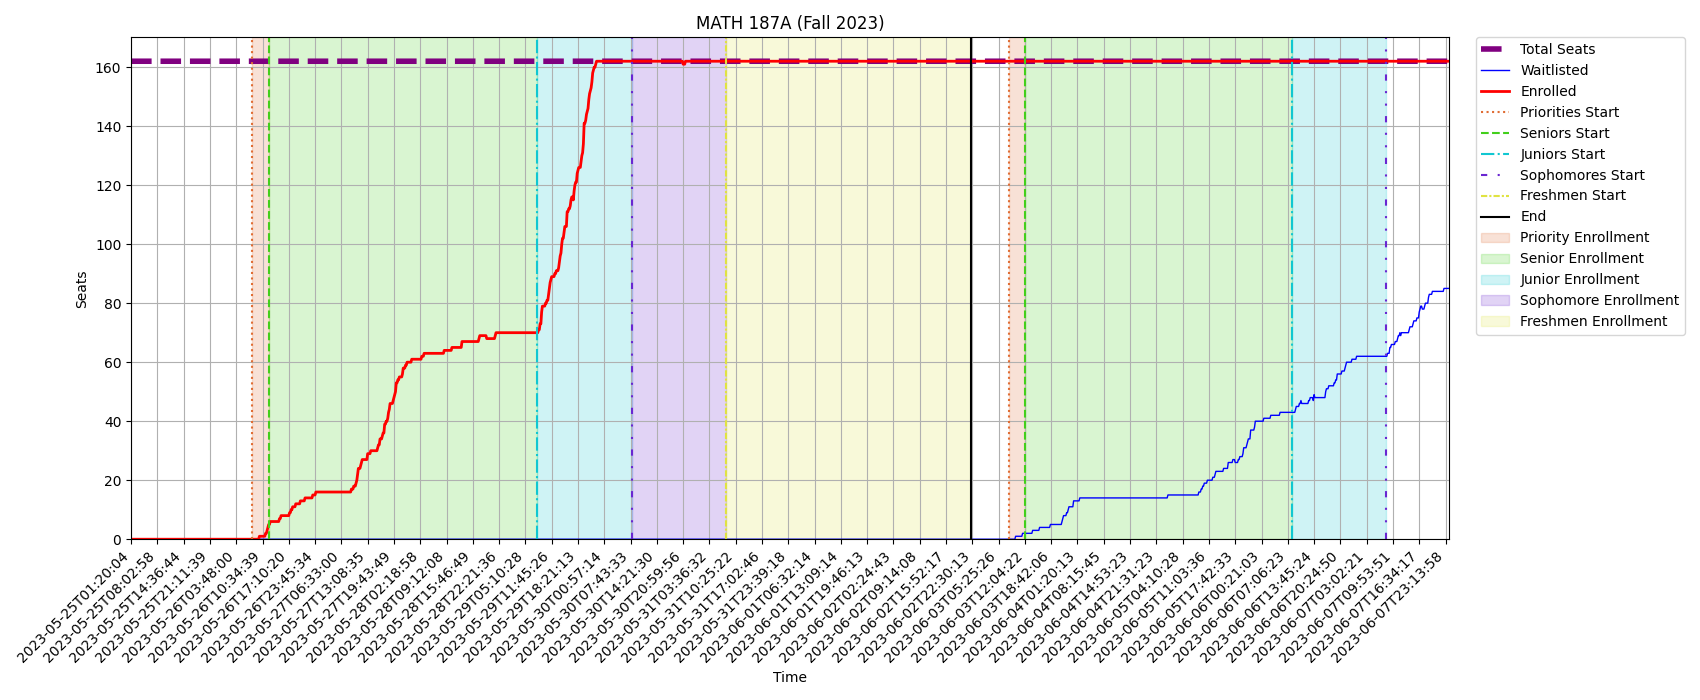 MATH 187A (Fall 2023)
Seats
160
140
120
100
80
60
40
20
0
2023-05-25T01:20:04
2023-05-25T08:02:58
2023-05-25T14:36:44
2023-05-25T21:11:39
2023-05-26T03:48:00
2023-05-26T10:34:39
2023-05-26T17:10:20
2023-05-26T23:45:34
2023-05-27T06:33:00
2023-05-27T13:08:35
2023-05-27T19:43:49
2023-05-28T02:18:58
2023-05-28T09:12:08
2023-05-28T15:46:49
2023-05-28T22:21:36
2023-05-29T05:10:28
2023-05-29T11:45:26
2023-05-29T18:21:13
2023-05-30T00:57:14
2023-05-30T07:43:33
2023-05-30T14:21:30
2023-05-30T20:59:56
2023-05-31T03:36:32
2023-05-31T10:25:22
2023-05-31T17:02:46
2023-05-31T23:39:18
2023-06-01T06:32:14
2023-06-01T13:09:14
2023-06-01T19:46:13
2023-06-02T02:24:43
2023-06-02T09:14:08
2023-06-02T15:52:17
2023-06-02T22:30:13
2023-06-03T05:25:26
2023-06-03T12:04:22
2023-06-03T18:42:06
2023-06-04T01:20:13
2023-06-04T08:15:45
2023-06-04T14:53:23
2023-06-04T21:31:23
2023-06-05T04:10:28
2023-06-05T11:03:36
2023-06-05T17:42:33
2023-06-06T00:21:03
2023-06-06T07:06:23
2023-06-06T13:45:24
2023-06-06T20:24:50
2023-06-07T03:02:21
2023-06-07T09:53:51
2023-06-07T16:34:17
2023-06-07T23:13:58
Time
Total Seats
Waitlisted
Enrolled
Priorities Start
Seniors Start
Juniors Start
Sophomores Start
Freshmen Start
End
Priority Enrollment
Senior Enrollment
Junior Enrollment
Sophomore Enrollment
Freshmen Enrollment